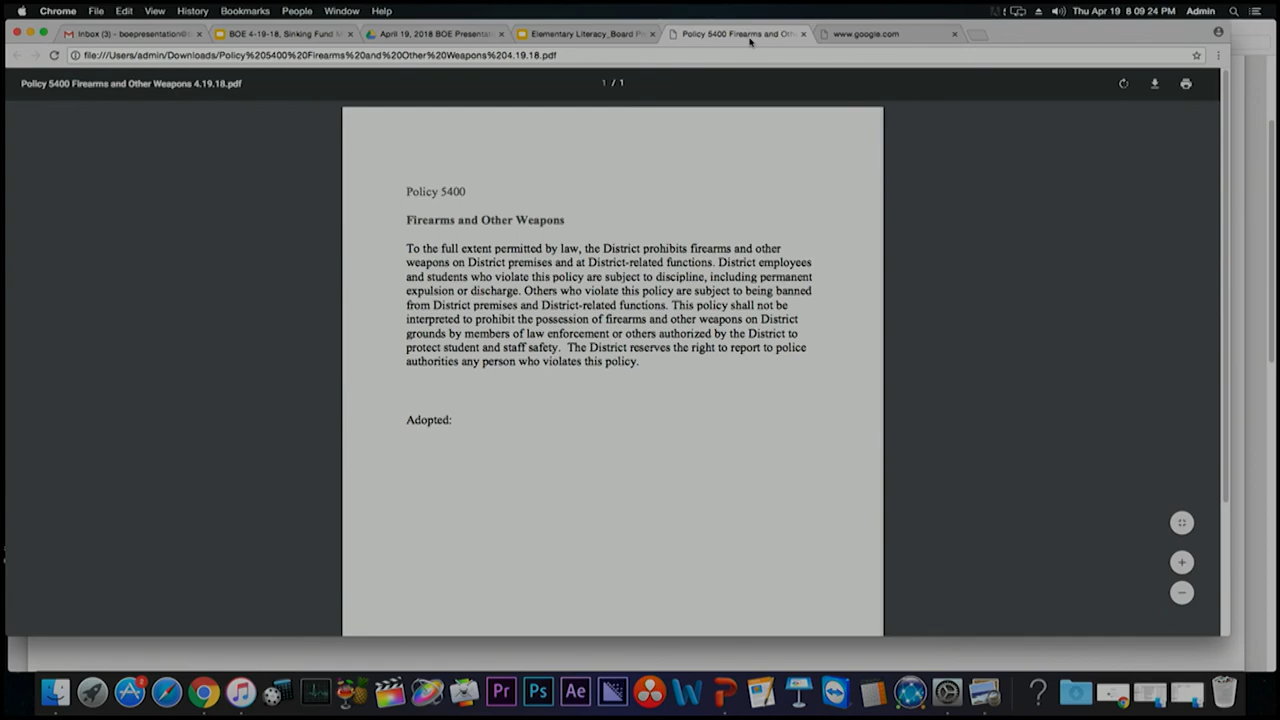 Chrome File Edit View History Bookmarks People Window Help Thu Apr 19 8:09:24 PM Admin
Inbox (3) - boepresentation@ BOE 4-19-18, Sinking Fund April 19, 2018 BOE Presentat Elementary Literacy_Board P Policy 5400 Firearms and Oth www.google.com
file:///Users/admin/Downloads/Policy%205400%20Firearms%20and%20Other%20Weapons%204.19.18.pdf
Policy 5400 Firearms and Other Weapons 4.19.18.pdf 1 / 1
Policy 5400
Firearms and Other Weapons
To the full extent permitted by law, the District prohibits firearms and other
weapons on District premises and at District-related functions. District employees
and students who violate this policy are subject to discipline, including permanent
expulsion or discharge. Others who violate this policy are subject to being banned
from District premises and District-related functions. This policy shall not be
interpreted to prohibit the possession of firearms and other weapons on District
grounds by members of law enforcement or others authorized by the District to
protect student and staff safety. The District reserves the right to report to police
authorities any person who violates this policy.
Adopted:
2
Pr Ps Ae